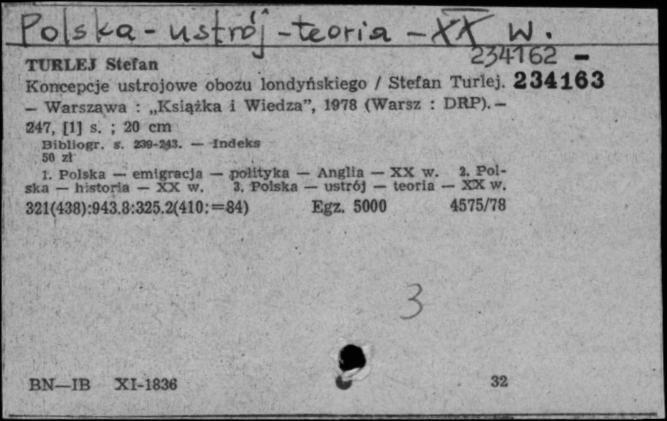 Polska - ustrój - teoria - XX w.
234162 -
TURLEJ Stefan
Koncepcje ustrojowe obozu londyńskiego / Stefan Turlej. 234163
— Warszawa : „Książka i Wiedza”, 1978 (Warsz : DRP). —
247, [1] s. ; 20 cm
Bibliogr. s. 239-243. — Indeks
50 zł
1. Polska — emigracja — polityka — Anglia — XX w. 2. Pol-
ska — historia — XX w. 3. Polska — ustrój — teoria — XX w.
321(438):943.8:325.2(410:=84) Egz. 5000 4575/78
3
BN—IB XI-1836 32